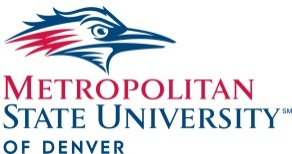 METROPOLITAN
STATE UNIVERSITY℠
OF DENVER